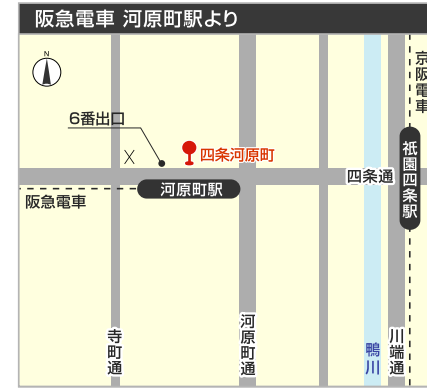 阪急電車 河原町駅より
N
京阪電車
6番出口
X
四条河原町
祇園四条駅
四条通
河原町駅
阪急電車
寺町通
河原町通
鴨川
川端通